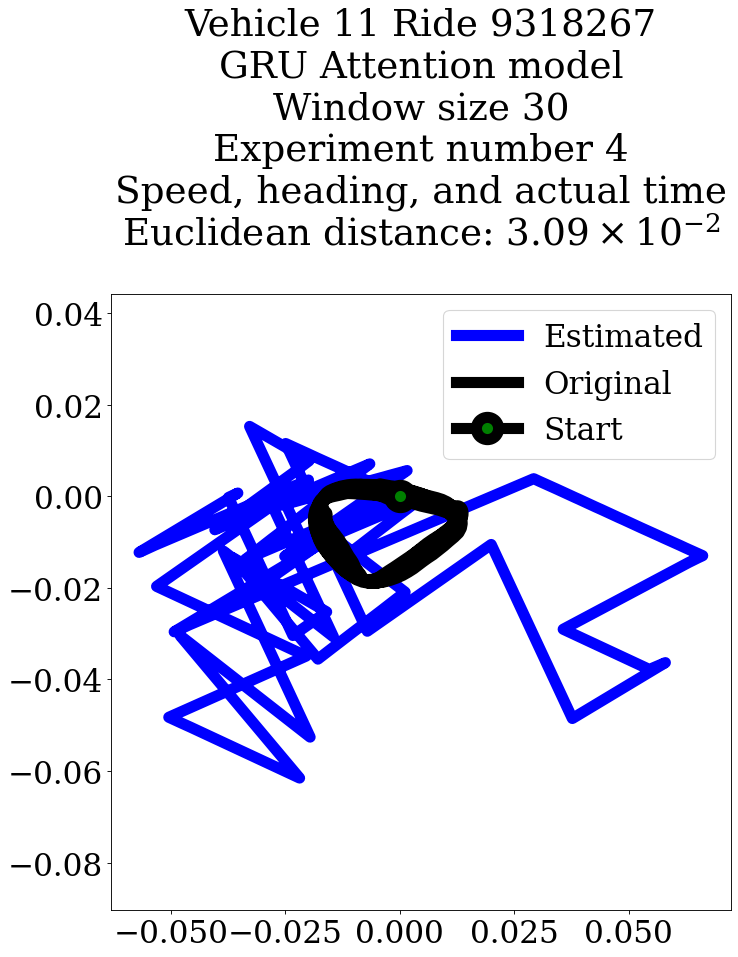 Vehicle 11 Ride 9318267
GRU Attention model
Window size 30
Experiment number 4
Speed, heading, and actual time
Euclidean distance: 3.09 × 10⁻²
Estimated
Original
Start
0.04
0.02
0.00
−0.02
−0.04
−0.06
−0.08
−0.050 −0.025 0.000 0.025 0.050